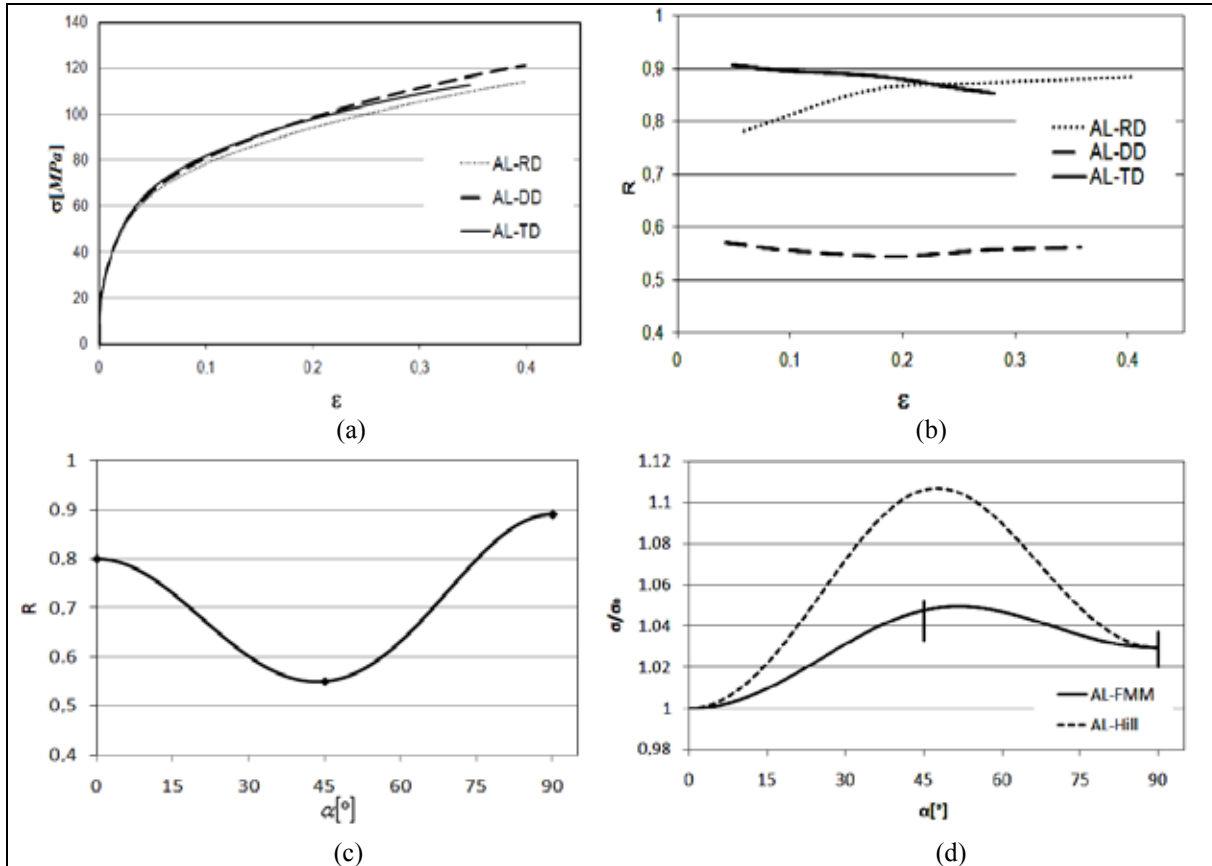 140
120
100
80
60
40
20
0
σ[MPa]
AL-RD
AL-DD
AL-TD
0 0.1 0.2 0.3 0.4
ε
(a)
1
0.9
0.8
0.7
0.6
0.5
0.4
R
AL-RD
AL-DD
AL-TD
0 0.1 0.2 0.3 0.4
ε
(b)
1
0.9
0.8
0.7
0.6
0.5
0.4
R
0 15 30 45 60 75 90
α[°]
(c)
1.12
1.1
1.08
1.06
1.04
1.02
1
0.98
σ/σ₀
AL-FMM
AL-Hill
0 15 30 45 60 75 90
α[°]
(d)